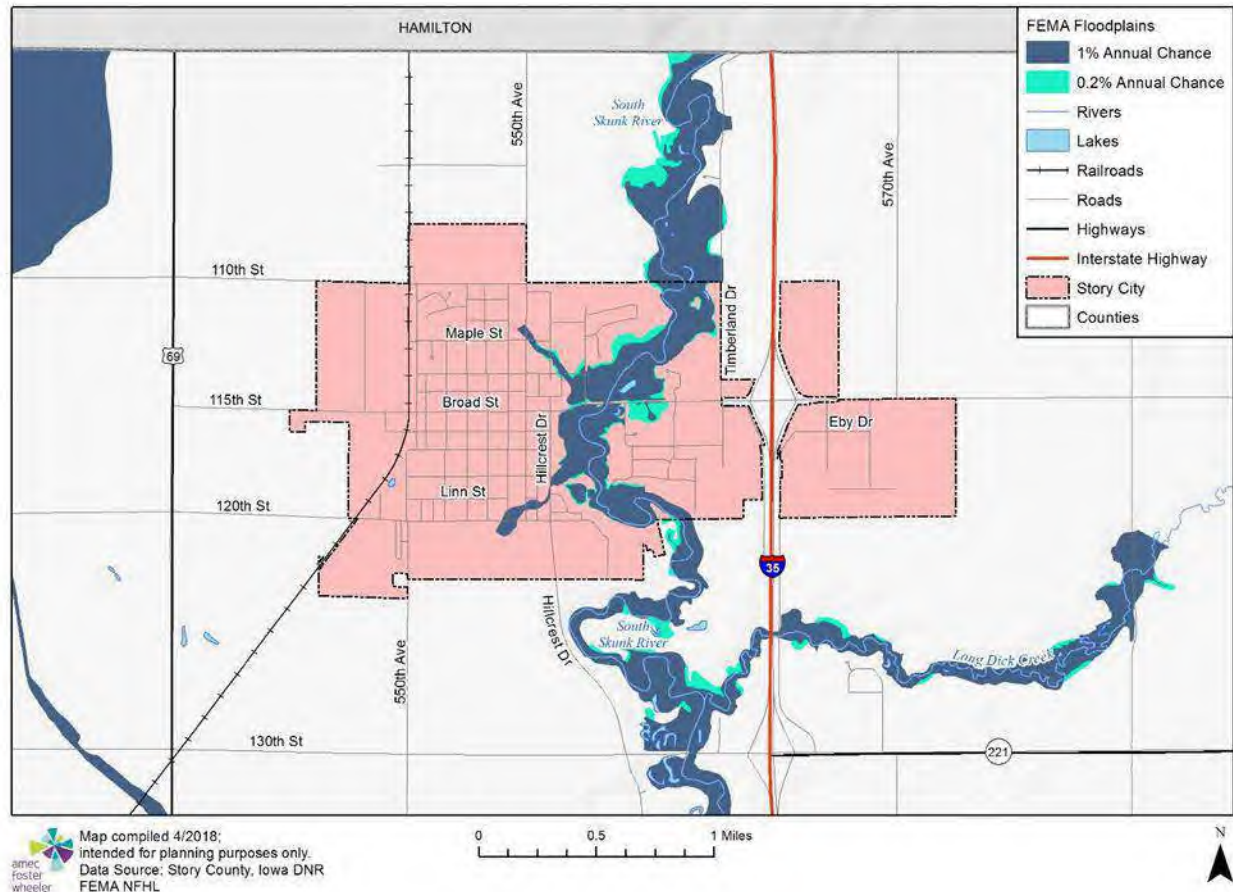 HAMILTON
FEMA Floodplains
1% Annual Chance
0.2% Annual Chance
Rivers
Lakes
Railroads
Roads
Highways
Interstate Highway
Story City
Counties
South
Skunk River
550th Ave
570th Ave
110th St
Maple St
Timberland Dr
69
115th St
Broad St
Hillcrest Dr
Eby Dr
Linn St
120th St
35
South
Skunk River
Hillcrest Dr
Long Dick Creek
550th Ave
130th St
221
amec
foster
wheeler
Map compiled 4/2018;
intended for planning purposes only.
Data Source: Story County, Iowa DNR
FEMA NFHL
0 0.5 1 Miles
N